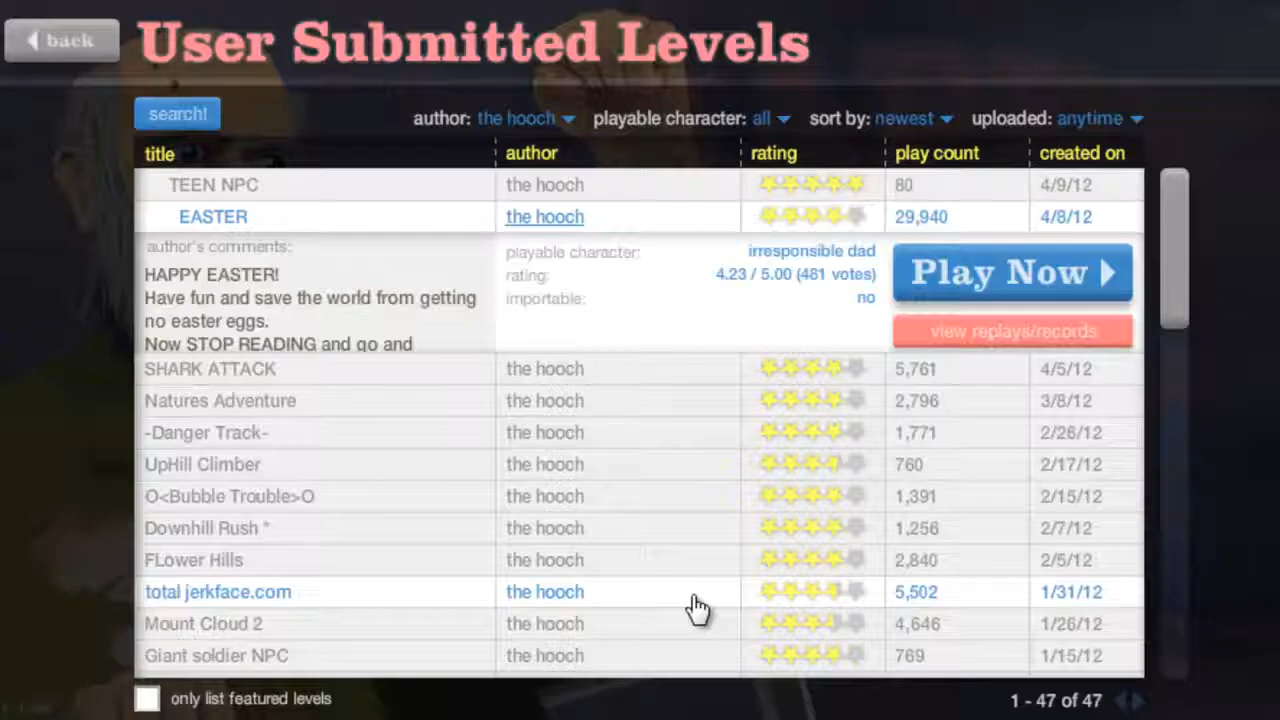 back
User Submitted Levels
search!
author: the hooch playable character: all sort by: newest uploaded: anytime
title author rating play count created on
TEEN NPC the hooch 80 4/9/12
EASTER the hooch 29,940 4/8/12
author's comments:
HAPPY EASTER!
Have fun and save the world from getting
no easter eggs.
Now STOP READING and go and
playable character: irresponsible dad
rating: 4.23 / 5.00 (481 votes)
importable: no
Play Now
view replays/records
SHARK ATTACK the hooch 5,761 4/5/12
Natures Adventure the hooch 2,796 3/8/12
-Danger Track- the hooch 1,771 2/26/12
UpHill Climber the hooch 760 2/17/12
O<Bubble Trouble>O the hooch 1,391 2/15/12
Downhill Rush * the hooch 1,256 2/7/12
FLower Hills the hooch 2,840 2/5/12
total jerkface.com the hooch 5,502 1/31/12
Mount Cloud 2 the hooch 4,646 1/26/12
Giant soldier NPC the hooch 769 1/15/12
only list featured levels
1 - 47 of 47